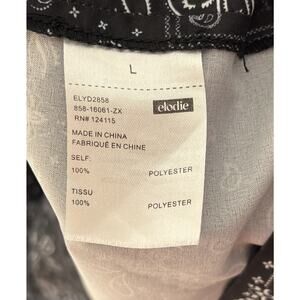 L
ELYD2858
858-16061-ZX
elodie
RN# 124115
MADE IN CHINA
FABRIQUÉ EN CHINE
SELF:
100% POLYESTER
TISSU
100% POLYESTER